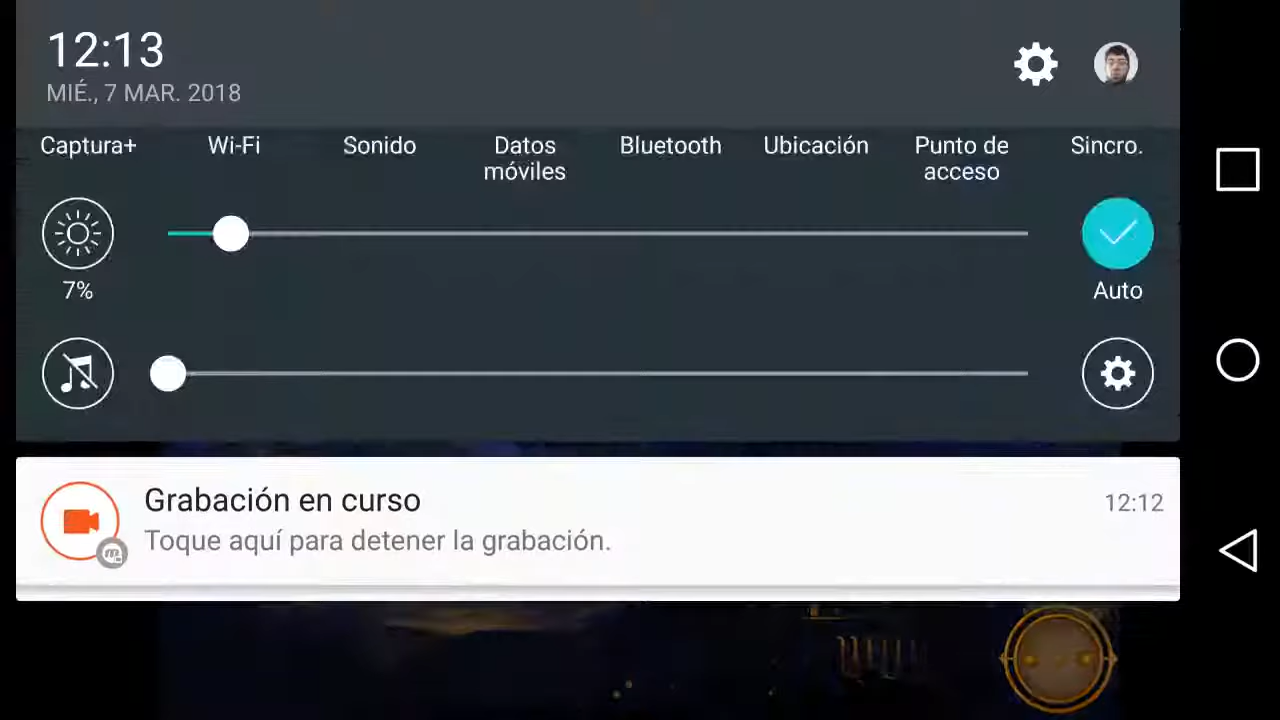 12:13
MIÉ., 7 MAR. 2018
Captura+ Wi-Fi Sonido Datos móviles Bluetooth Ubicación Punto de acceso Sincro.
7% Auto
Grabación en curso 12:12
Toque aquí para detener la grabación.